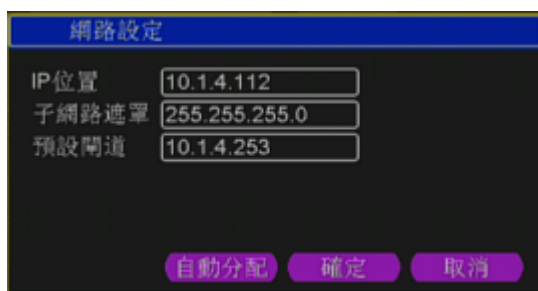 網路設定
IP位置 10.1.4.112
子網路遮罩 255.255.255.0
預設閘道 10.1.4.253
自動分配 確定 取消